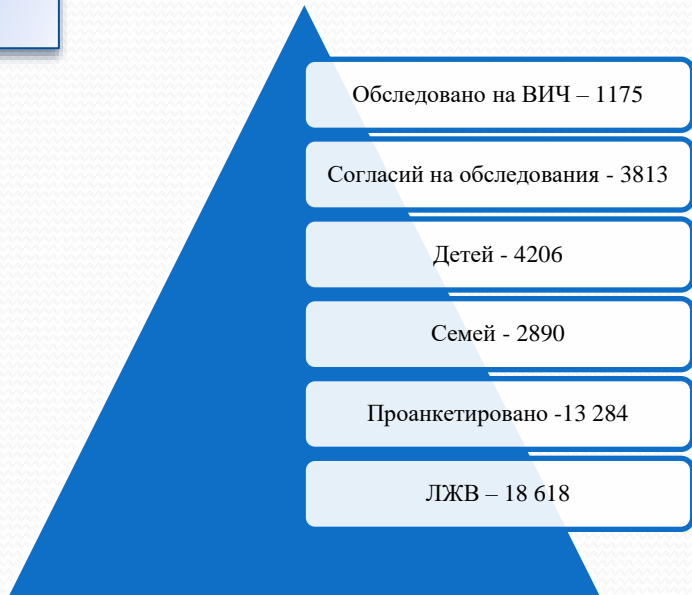 Обследовано на ВИЧ – 1175
Согласий на обследования - 3813
Детей - 4206
Семей - 2890
Проанкетировано -13 284
ЛЖВ – 18 618